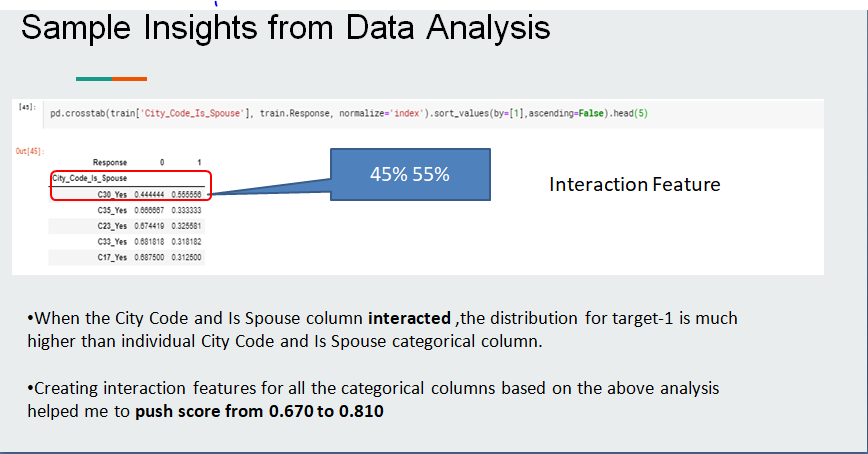 Sample Insights from Data Analysis
[45]: pd.crosstab(train['City_Code_Is_Spouse'], train.Response, normalize='index').sort_values(by=[1],ascending=False).head(5)
Out[45]:
Response 0 1
City_Code_Is_Spouse
C30_Yes 0.444444 0.555556
C35_Yes 0.666667 0.333333
C23_Yes 0.674419 0.325581
C33_Yes 0.681818 0.318182
C17_Yes 0.687500 0.312500
45% 55%
Interaction Feature
•When the City Code and Is Spouse column interacted ,the distribution for target-1 is much
higher than individual City Code and Is Spouse categorical column.
•Creating interaction features for all the categorical columns based on the above analysis
helped me to push score from 0.670 to 0.810